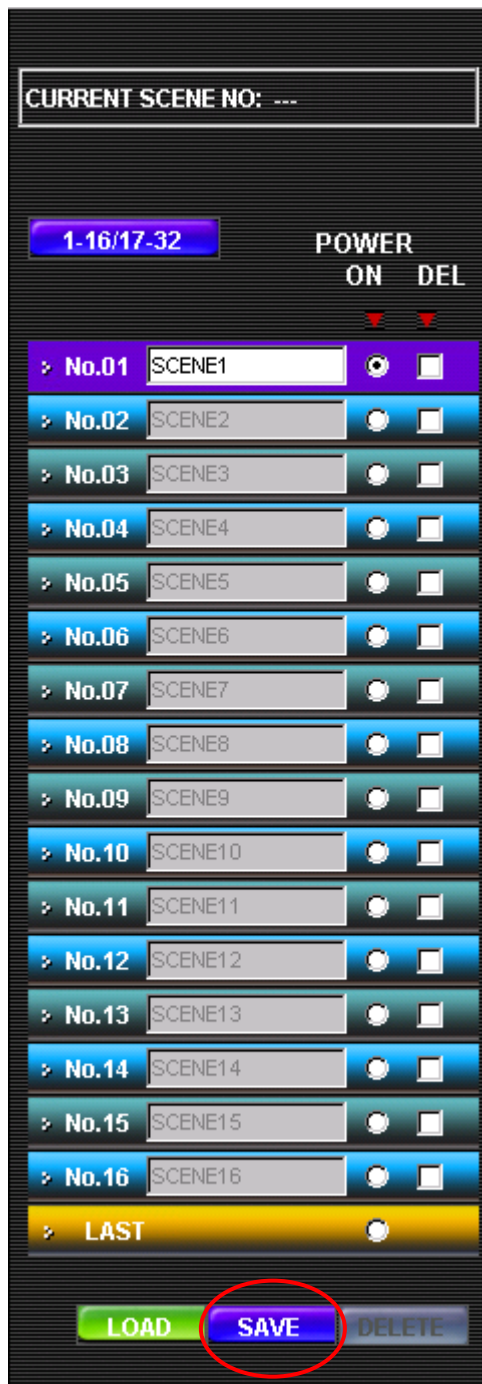 CURRENT SCENE NO: ---
1-16/17-32 POWER
ON DEL
No.01 SCENE1
No.02 SCENE2
No.03 SCENE3
No.04 SCENE4
No.05 SCENE5
No.06 SCENE6
No.07 SCENE7
No.08 SCENE8
No.09 SCENE9
No.10 SCENE10
No.11 SCENE11
No.12 SCENE12
No.13 SCENE13
No.14 SCENE14
No.15 SCENE15
No.16 SCENE16
LAST
LOAD SAVE DELETE